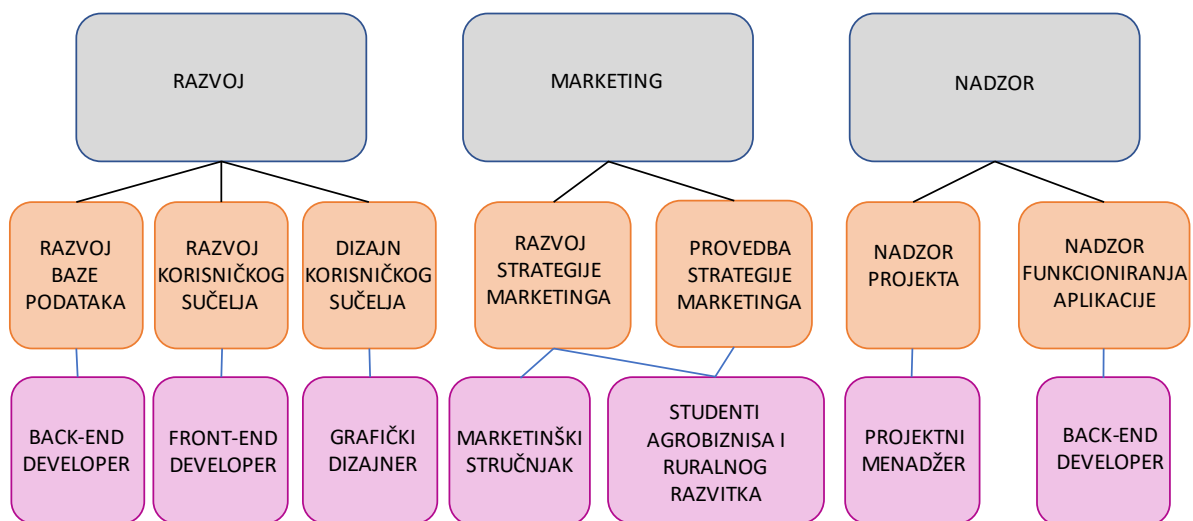 RAZVOJ
MARKETING
NADZOR
RAZVOJ
BAZE
PODATAKA
RAZVOJ
KORISNIČKOG
SUČELJA
DIZAJN
KORISNIČKOG
SUČELJA
RAZVOJ
STRATEGIJE
MARKETINGA
PROVEDBA
STRATEGIJE
MARKETINGA
NADZOR
PROJEKTA
NADZOR
FUNKCIONIRANJA
APLIKACIJE
BACK-END
DEVELOPER
FRONT-END
DEVELOPER
GRAFIČKI
DIZAJNER
MARKETINŠKI
STRUČNJAK
STUDENTI
AGROBIZNISA I
RURALNOG
RAZVITKA
PROJEKTNI
MENADŽER
BACK-END
DEVELOPER